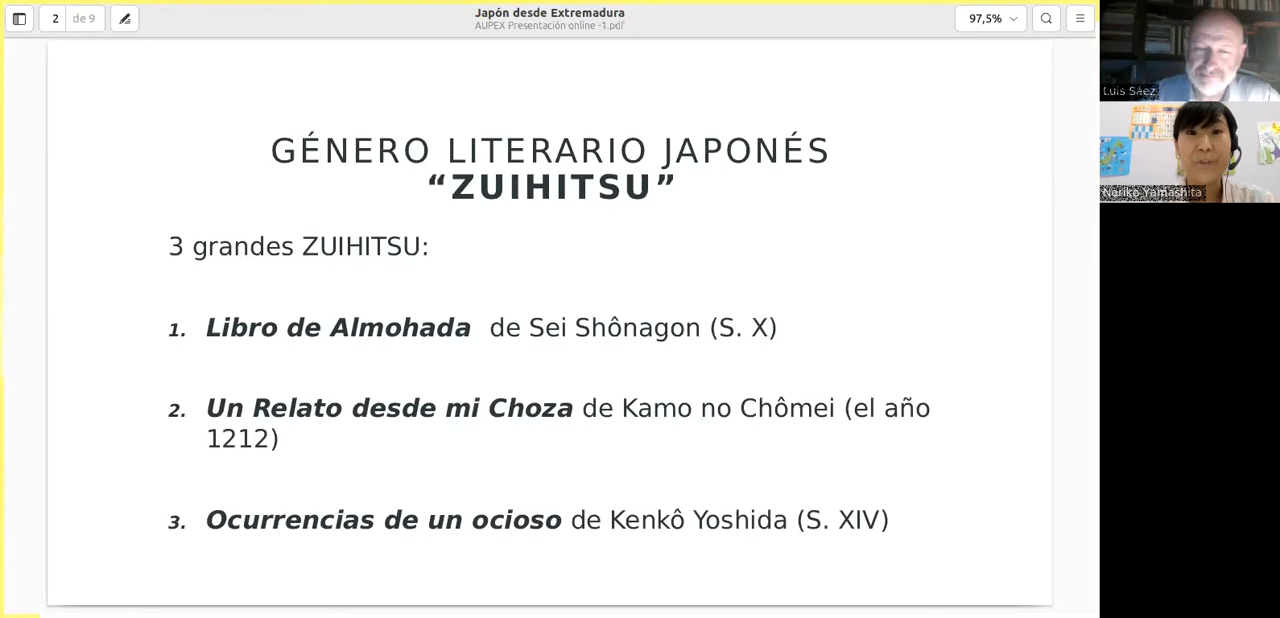 2 de 9
Japón desde Extremadura
AUPEX Presentación online -1.pdf
97,5%
GÉNERO LITERARIO JAPONÉS
“ZUIHITSU”
3 grandes ZUIHITSU:
1. Libro de Almohada de Sei Shônagon (S. X)
2. Un Relato desde mi Choza de Kamo no Chômei (el año
1212)
3. Ocurrencias de un ocioso de Kenkô Yoshida (S. XIV)
Luis Sáez
Noriko Yamashita